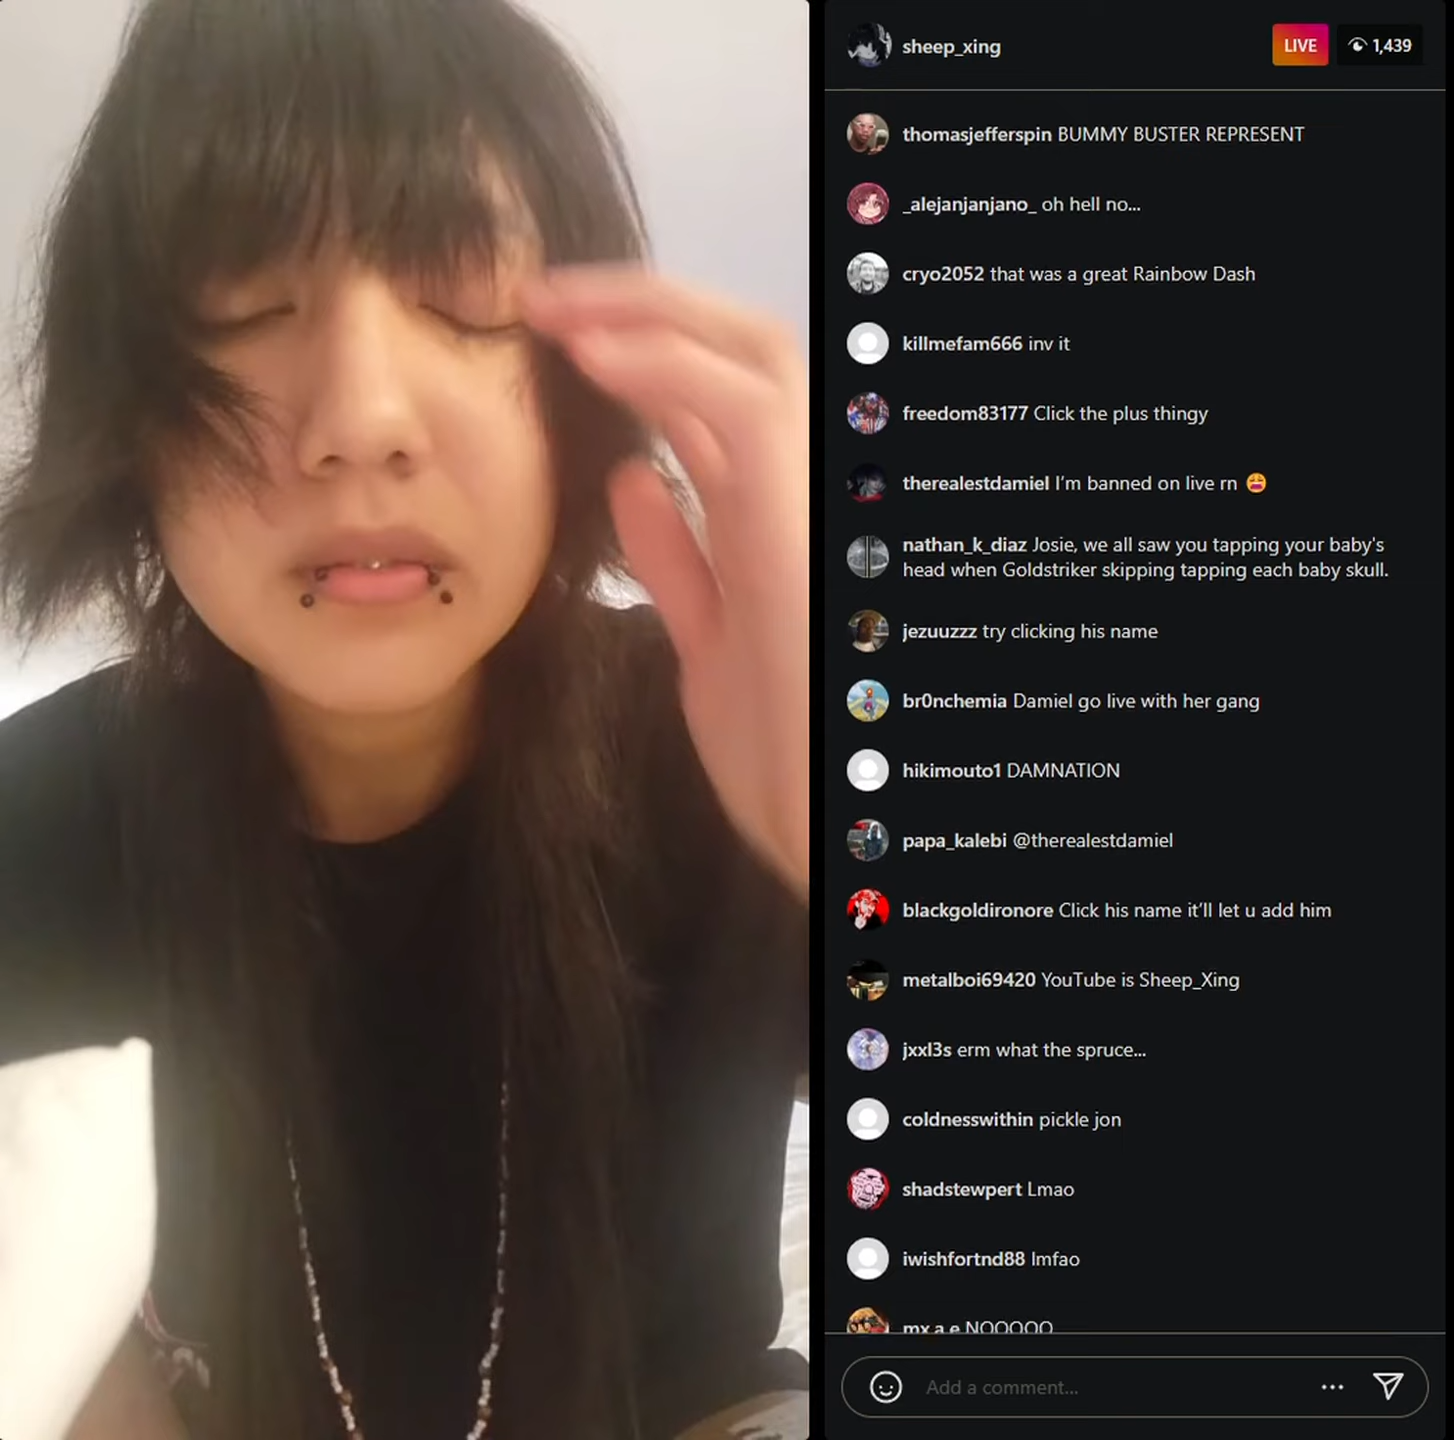 sheep_xing
LIVE
1,439
thomasjefferspin BUMMY BUSTER REPRESENT
_alejanjanjano_ oh hell no...
cryo2052 that was a great Rainbow Dash
killmefam666 inv it
freedom83177 Click the plus thingy
therealestdamiel I'm banned on live rn 😩
nathan_k_diaz Josie, we all saw you tapping your baby's
head when Goldstriker skipping tapping each baby skull.
jezuuzzz try clicking his name
br0nchemia Damiel go live with her gang
hikimouto1 DAMNATION
papa_kalebi @therealestdamiel
blackgoldironore Click his name it'll let u add him
metalboi69420 YouTube is Sheep_Xing
jxxl3s erm what the spruce...
coldnesswithin pickle jon
shadstewpert Lmao
iwishfortnd88 lmfao
mx.a.e NOOOOO
Add a comment...